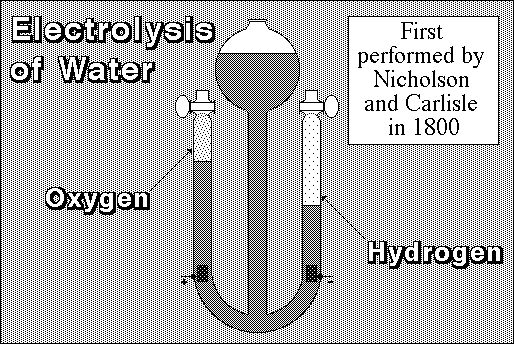 Electrolysis
of Water
First
performed by
Nicholson
and Carlisle
in 1800
Oxygen
Hydrogen
+
-